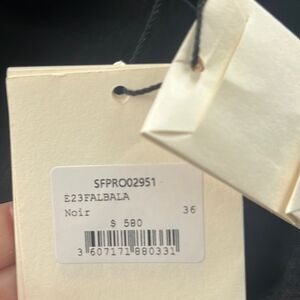 SFPRO02951
E23FALBALA
Noir 36
$ 580
3 607171 880331